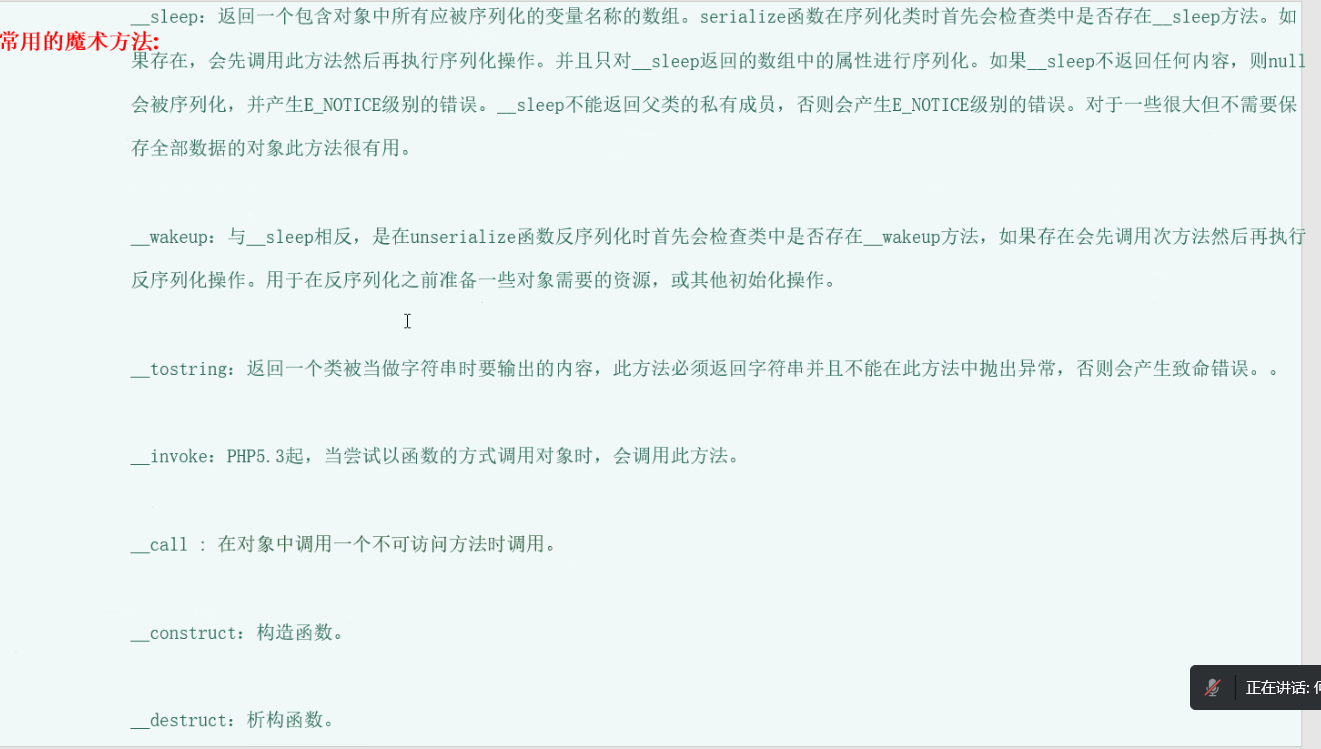 常用的魔术方法:
__sleep: 返回一个包含对象中所有应被序列化的变量名称的数组。serialize函数在序列化类时首先会检查类中是否存在__sleep方法。如
果存在，会先调用此方法然后再执行序列化操作。并且只对__sleep返回的数组中的属性进行序列化。如果__sleep不返回任何内容，则null
会被序列化，并产生E_NOTICE级别的错误。__sleep不能返回父类的私有成员，否则会产生E_NOTICE级别的错误。对于一些很大但不需要保
存全部数据的对象此方法很有用。
__wakeup: 与__sleep相反，是在unserialize函数反序列化时首先会检查类中是否存在__wakeup方法，如果存在会先调用次方法然后再执行
反序列化操作。用于在反序列化之前准备一些对象需要的资源，或其他初始化操作。
__tostring: 返回一个类被当做字符串时要输出的内容，此方法必须返回字符串并且不能在此方法中抛出异常，否则会产生致命错误。。
__invoke: PHP5.3起，当尝试以函数的方式调用对象时，会调用此方法。
__call : 在对象中调用一个不可访问方法时调用。
__construct: 构造函数。
__destruct: 析构函数。
正在讲话: